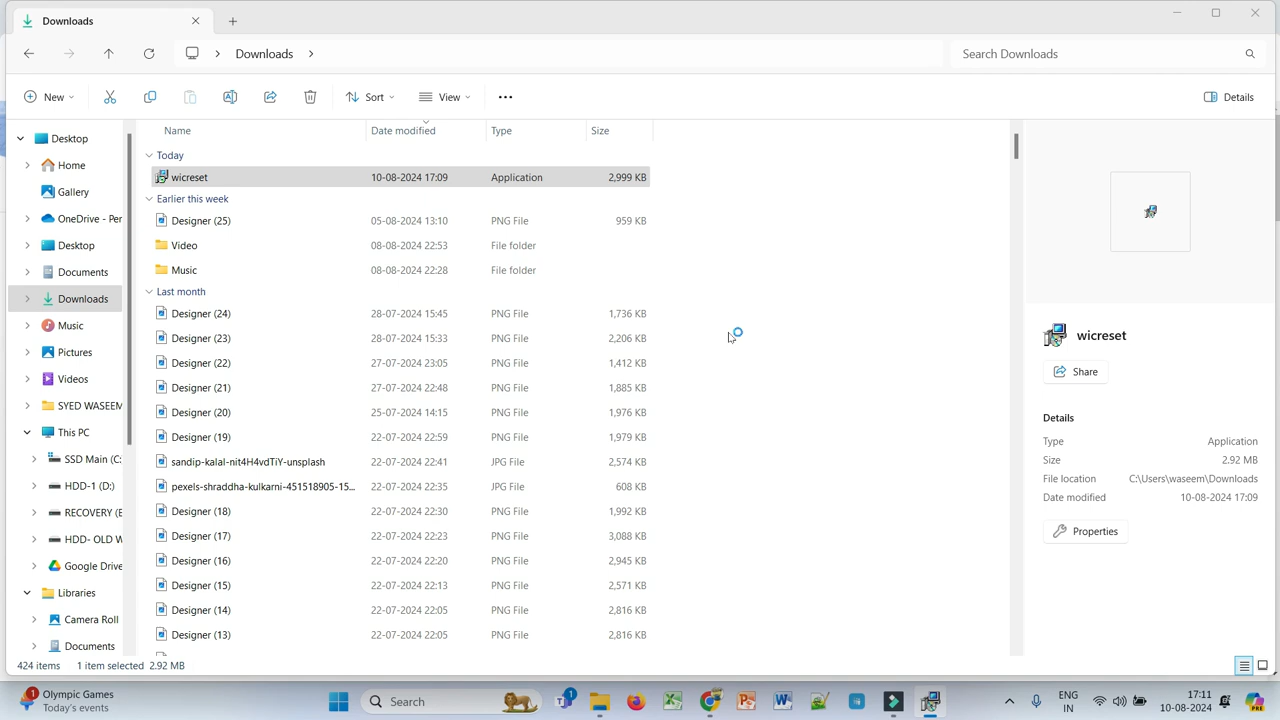 Downloads
Downloads
Search Downloads
New
Sort
View
Details
Name Date modified Type Size
Today
wicreset 10-08-2024 17:09 Application 2,999 KB
Earlier this week
Designer (25) 05-08-2024 13:10 PNG File 959 KB
Video 08-08-2024 22:53 File folder
Music 08-08-2024 22:28 File folder
Last month
Designer (24) 28-07-2024 15:45 PNG File 1,736 KB
Designer (23) 28-07-2024 15:33 PNG File 2,206 KB
Designer (22) 27-07-2024 23:05 PNG File 1,412 KB
Designer (21) 27-07-2024 22:48 PNG File 1,885 KB
Designer (20) 25-07-2024 14:15 PNG File 1,976 KB
Designer (19) 22-07-2024 22:59 PNG File 1,979 KB
sandip-kalal-nit4H4vdTiY-unsplash 22-07-2024 22:41 JPG File 2,574 KB
pexels-shraddha-kulkarni-451518905-15... 22-07-2024 22:35 JPG File 608 KB
Designer (18) 22-07-2024 22:30 PNG File 1,992 KB
Designer (17) 22-07-2024 22:23 PNG File 3,088 KB
Designer (16) 22-07-2024 22:20 PNG File 2,945 KB
Designer (15) 22-07-2024 22:13 PNG File 2,571 KB
Designer (14) 22-07-2024 22:05 PNG File 2,816 KB
Designer (13) 22-07-2024 22:05 PNG File 2,816 KB
Desktop
Home
Gallery
OneDrive - Per
Desktop
Documents
Downloads
Music
Pictures
Videos
SYED WASEEM
This PC
SSD Main (C:
HDD-1 (D:)
RECOVERY (E
HDD- OLD W
Google Drive
Libraries
Camera Roll
Documents
wicreset
Share
Details
Type Application
Size 2.92 MB
File location C:\Users\waseem\Downloads
Date modified 10-08-2024 17:09
Properties
424 items 1 item selected 2.92 MB
1
Olympic Games
Today's events
Search
1
ENG
IN
17:11
10-08-2024